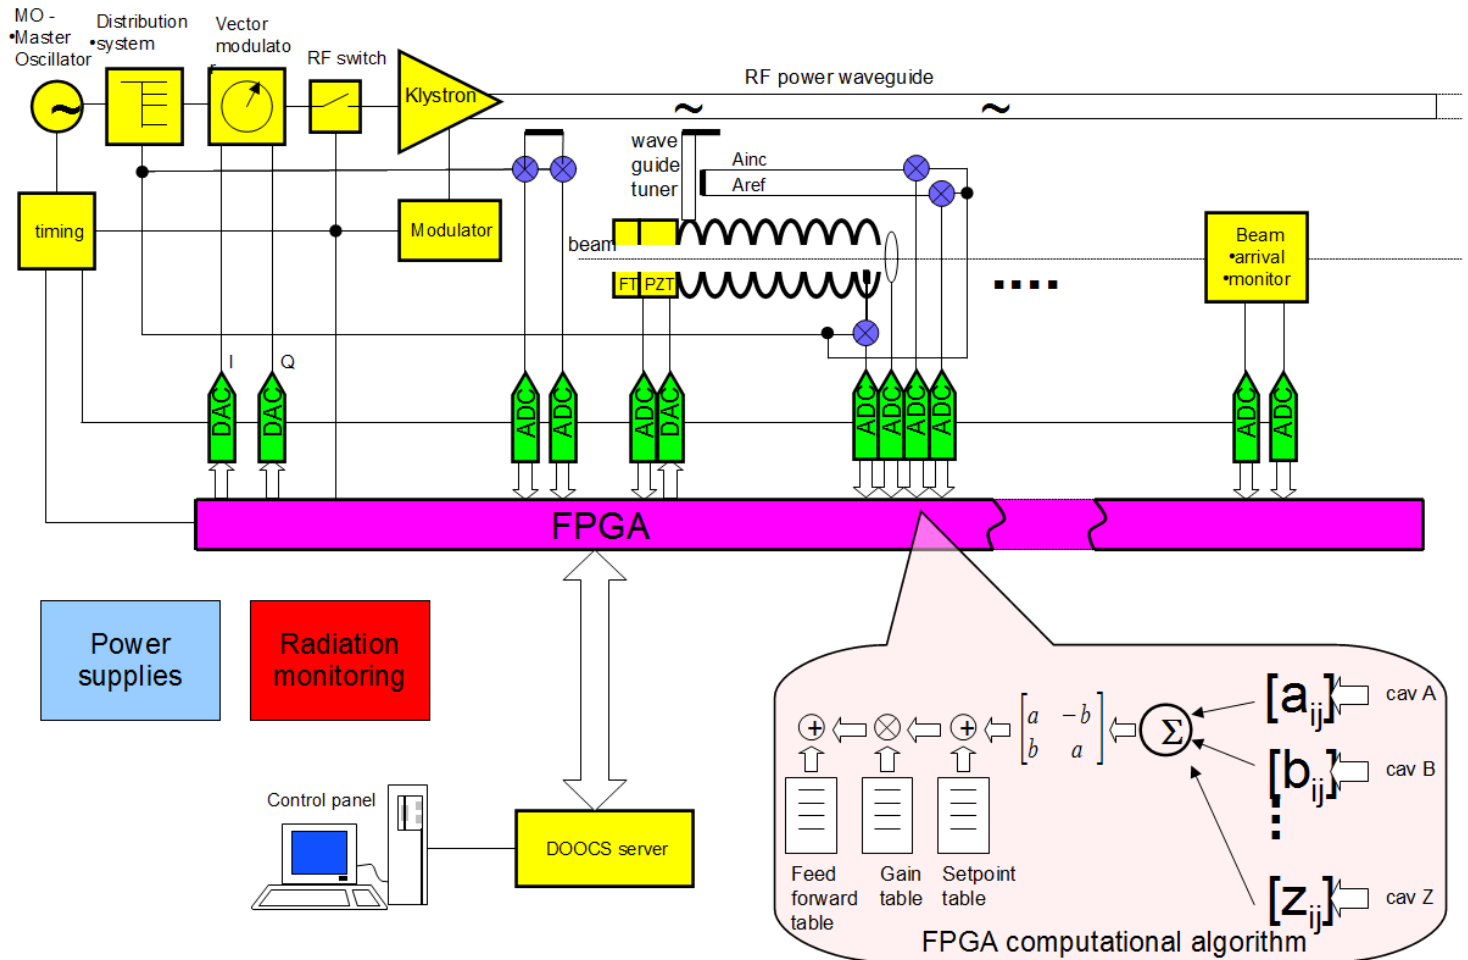 MO -
•Master
Oscillator
Distribution
•system
Vector
modulato
r
RF switch
Klystron
RF power waveguide
~
~
~
wave
guide
tuner
Ainc
Aref
timing
Modulator
beam
FT
PZT
Beam
•arrival
•monitor
....
I
Q
DAC
DAC
ADC
ADC
ADC
DAC
ADC
ADC
ADC
ADC
ADC
ADC
FPGA
Power
supplies
Radiation
monitoring
[aij]
cav A
a -b
b a
Σ
+
+
[bij]
cav B
Control panel
DOOCS server
Feed
forward
table
Gain
table
Setpoint
table
[zij]
cav Z
FPGA computational algorithm